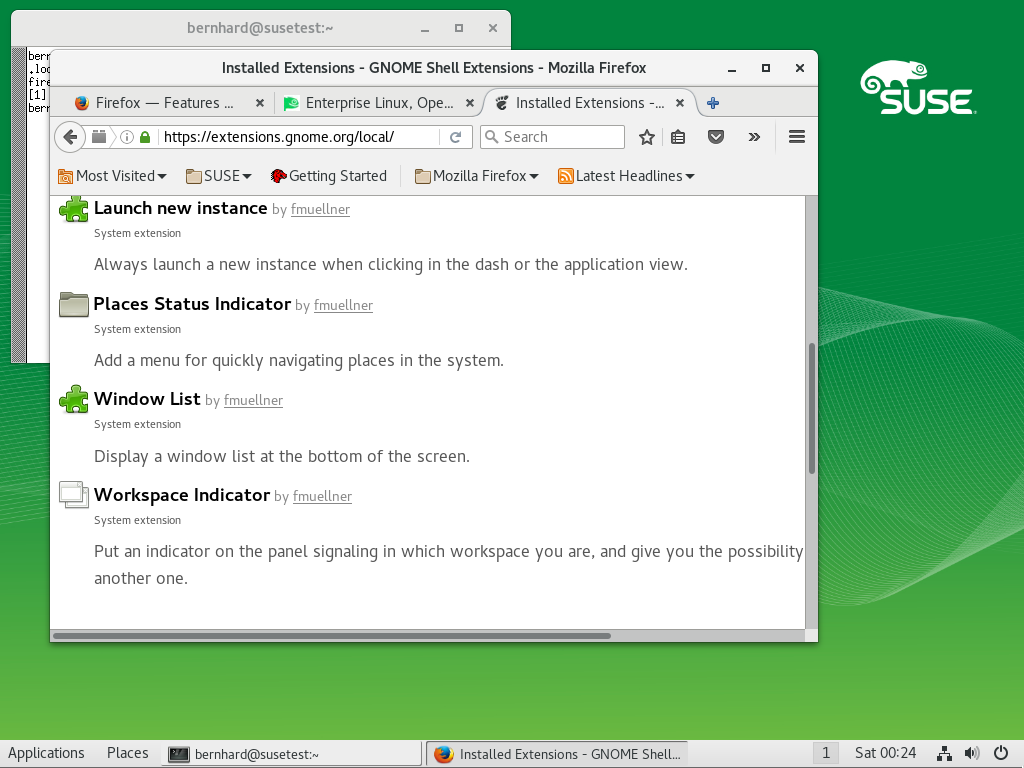 bernhard@susetest:~
bern
.loc
fire
[1]
bern
Installed Extensions - GNOME Shell Extensions - Mozilla Firefox
Firefox — Features ...
Enterprise Linux, Ope...
Installed Extensions -...
https://extensions.gnome.org/local/
Search
Most Visited
SUSE
Getting Started
Mozilla Firefox
Latest Headlines
SUSE
Launch new instance by fmuellner
System extension
Always launch a new instance when clicking in the dash or the application view.
Places Status Indicator by fmuellner
System extension
Add a menu for quickly navigating places in the system.
Window List by fmuellner
System extension
Display a window list at the bottom of the screen.
Workspace Indicator by fmuellner
System extension
Put an indicator on the panel signaling in which workspace you are, and give you the possibility
another one.
Applications
Places
bernhard@susetest:~
Installed Extensions - GNOME Shell...
1
Sat 00:24